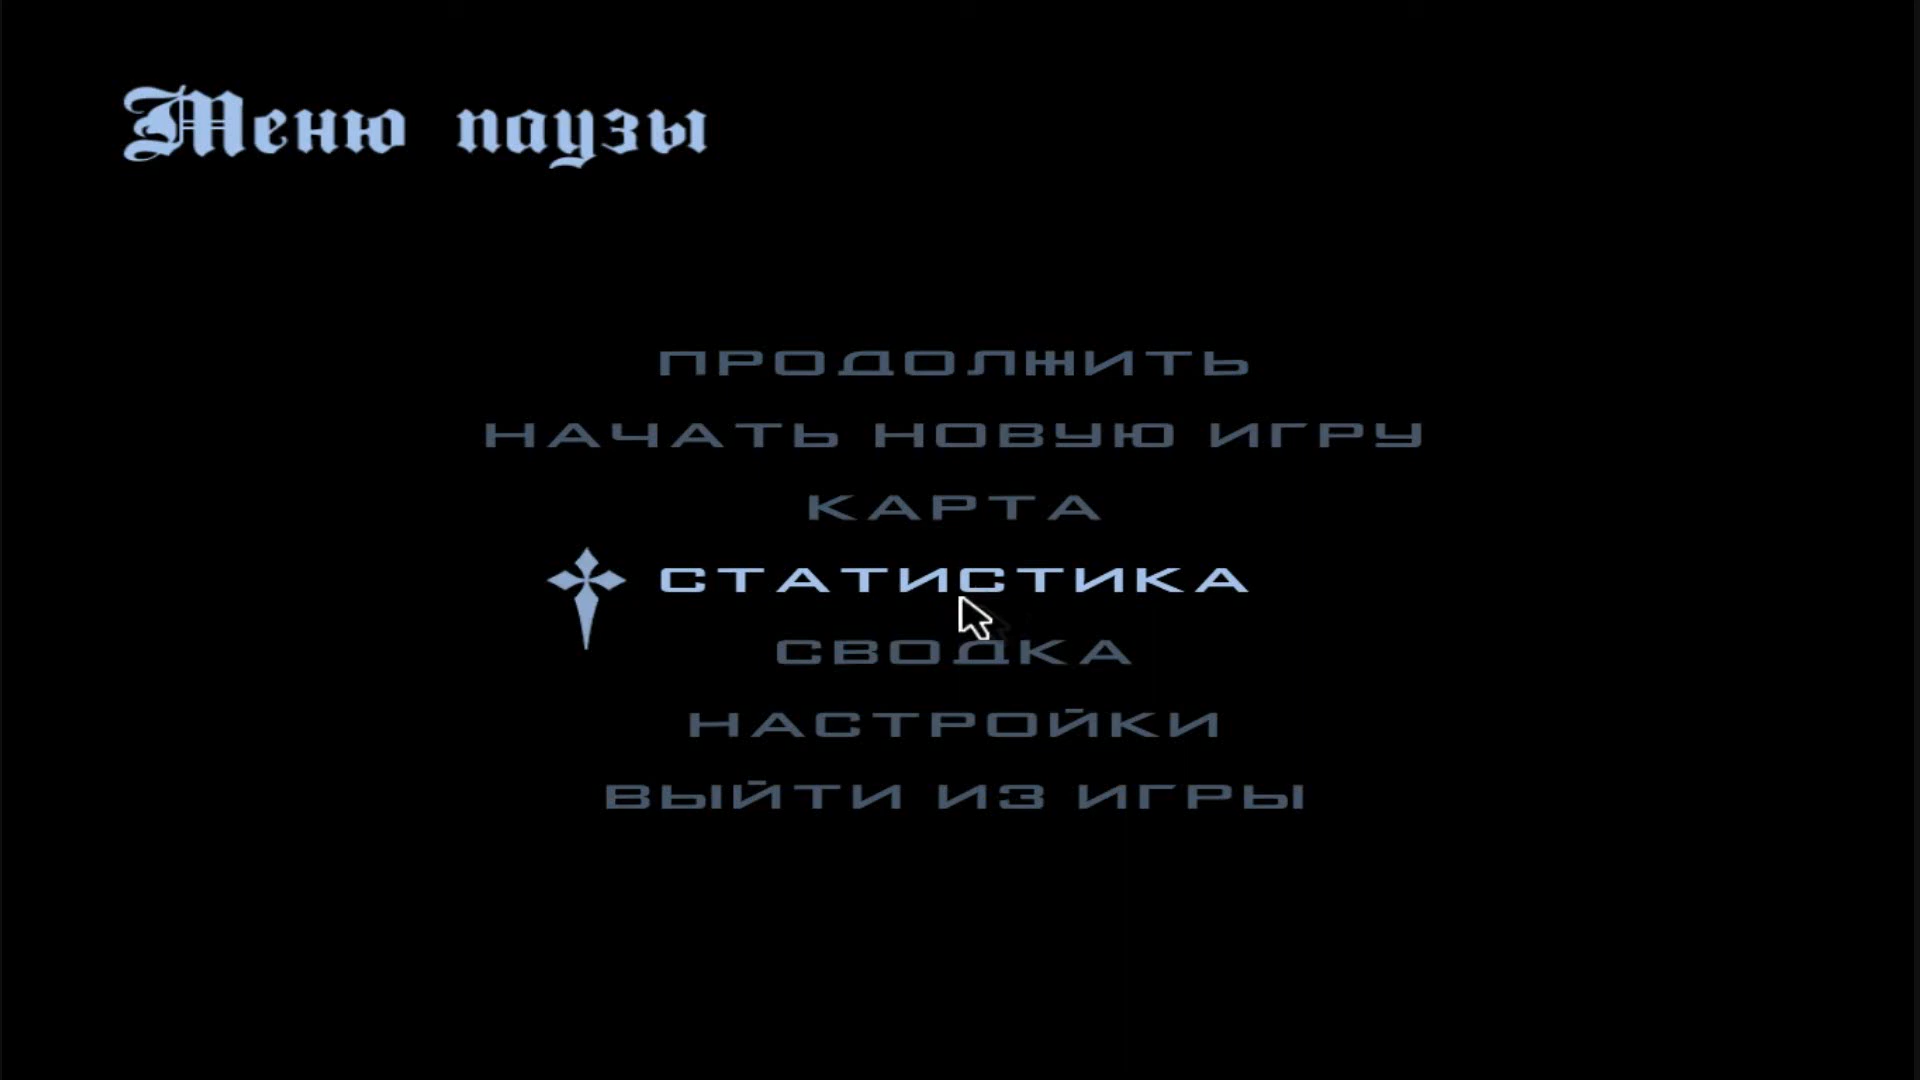 Меню паузы
ПРОДОЛЖИТЬ
НАЧАТЬ НОВУЮ ИГРУ
КАРТА
СТАТИСТИКА
СВОДКА
НАСТРОЙКИ
ВЫЙТИ ИЗ ИГРЫ